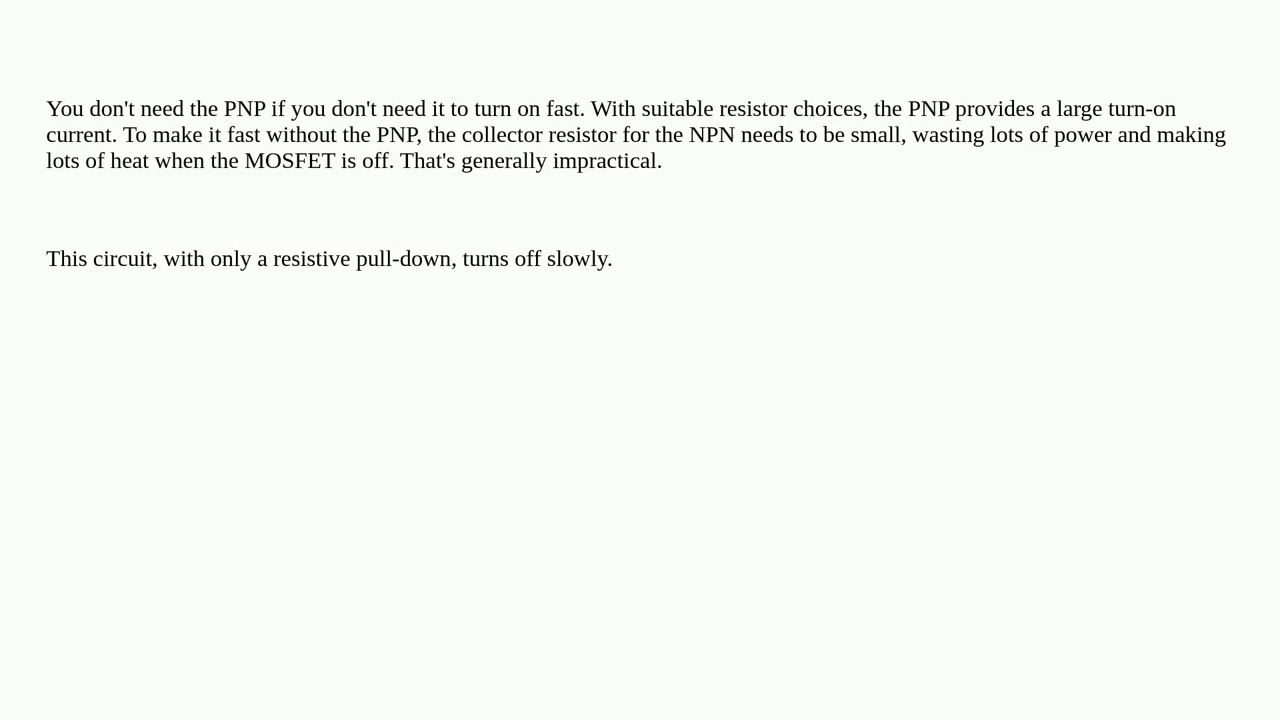 You don't need the PNP if you don't need it to turn on fast. With suitable resistor choices, the PNP provides a large turn-on
current. To make it fast without the PNP, the collector resistor for the NPN needs to be small, wasting lots of power and making
lots of heat when the MOSFET is off. That's generally impractical.
This circuit, with only a resistive pull-down, turns off slowly.